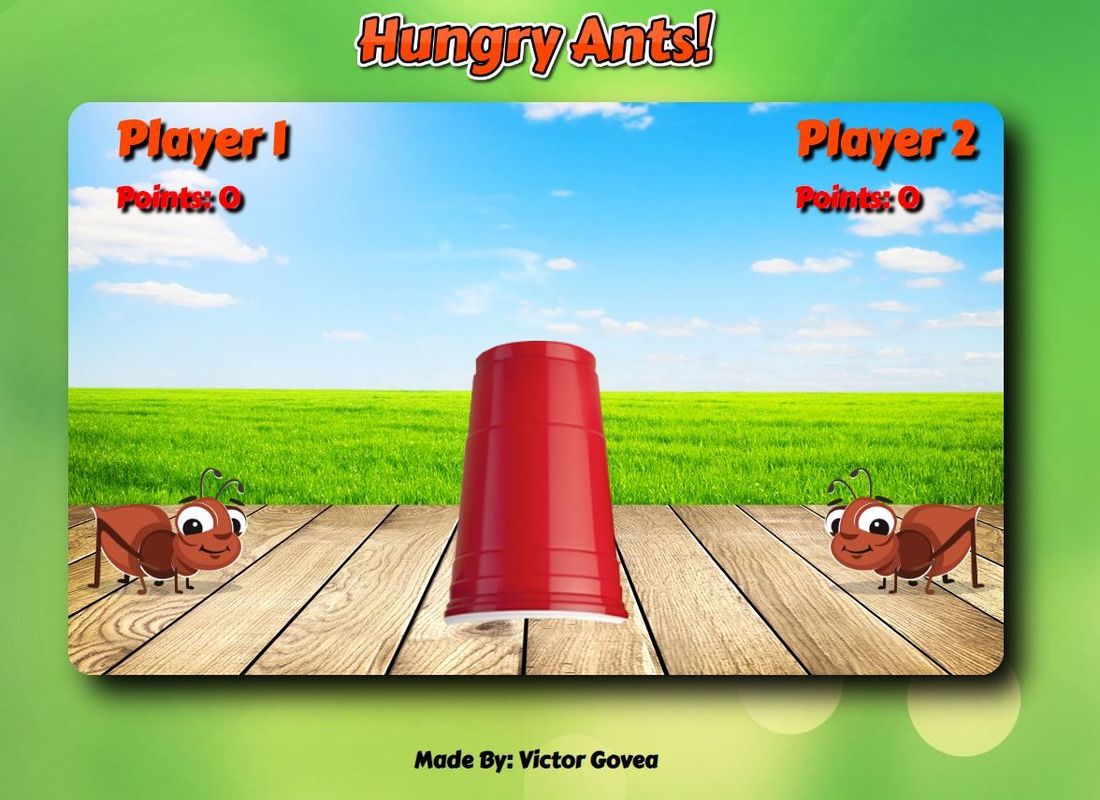 Hungry Ants!
Player 1
Points: 0
Player 2
Points: 0
Made By: Victor Govea